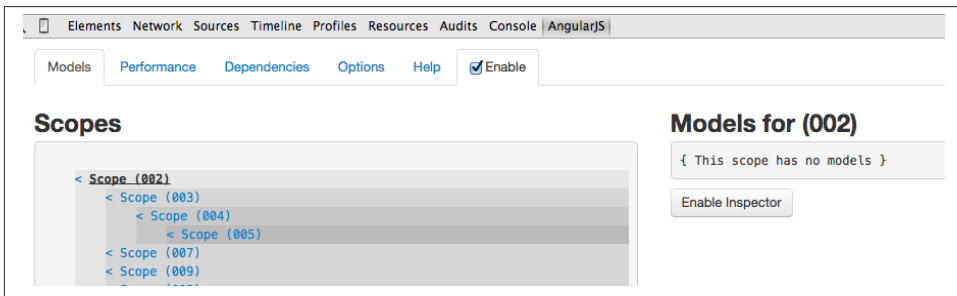 Elements Network Sources Timeline Profiles Resources Audits Console AngularJS
Models Performance Dependencies Options Help Enable
Scopes
< Scope (002)
< Scope (003)
< Scope (004)
< Scope (005)
< Scope (007)
< Scope (009)
Models for (002)
{ This scope has no models }
Enable Inspector